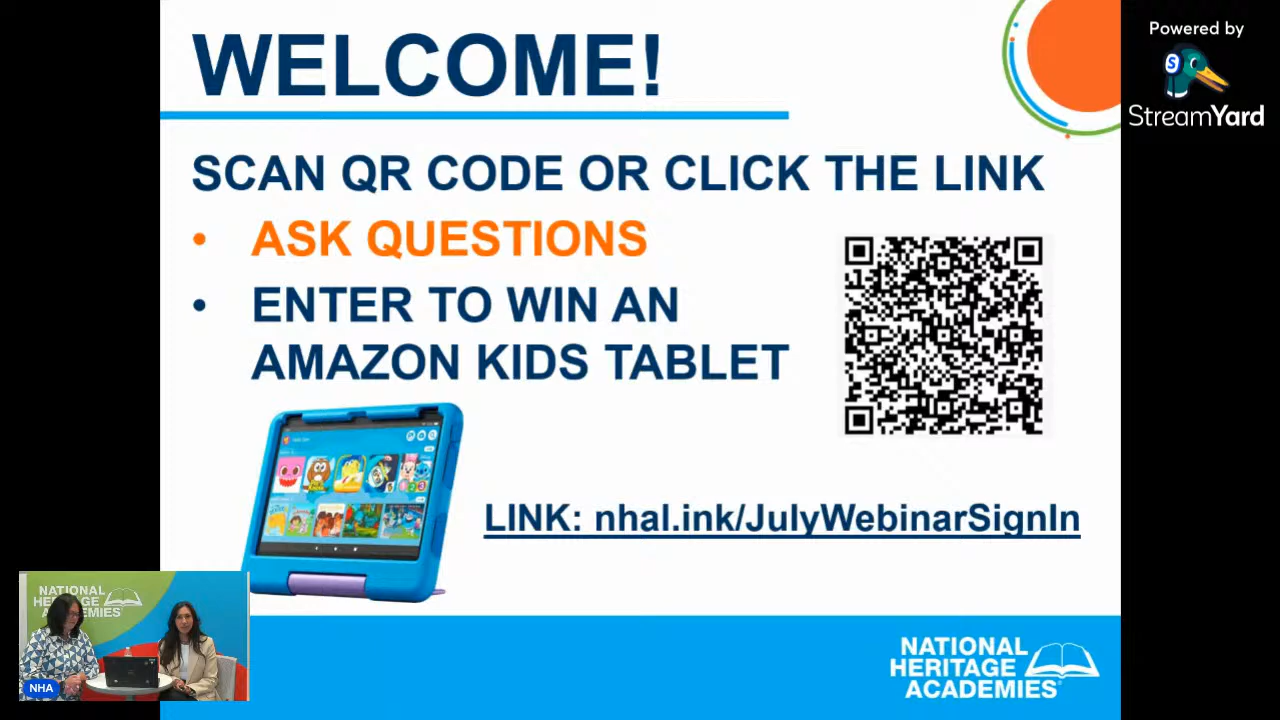 WELCOME!
Powered by
StreamYard
SCAN QR CODE OR CLICK THE LINK
• ASK QUESTIONS
• ENTER TO WIN AN
AMAZON KIDS TABLET
LINK: nhal.ink/JulyWebinarSignIn
NATIONAL
HERITAGE
ACADEMIES
NHA
NATIONAL
HERITAGE
ACADEMIES®